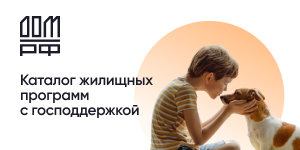 ДОМ
РФ
Каталог жилищных
программ
с господдержкой